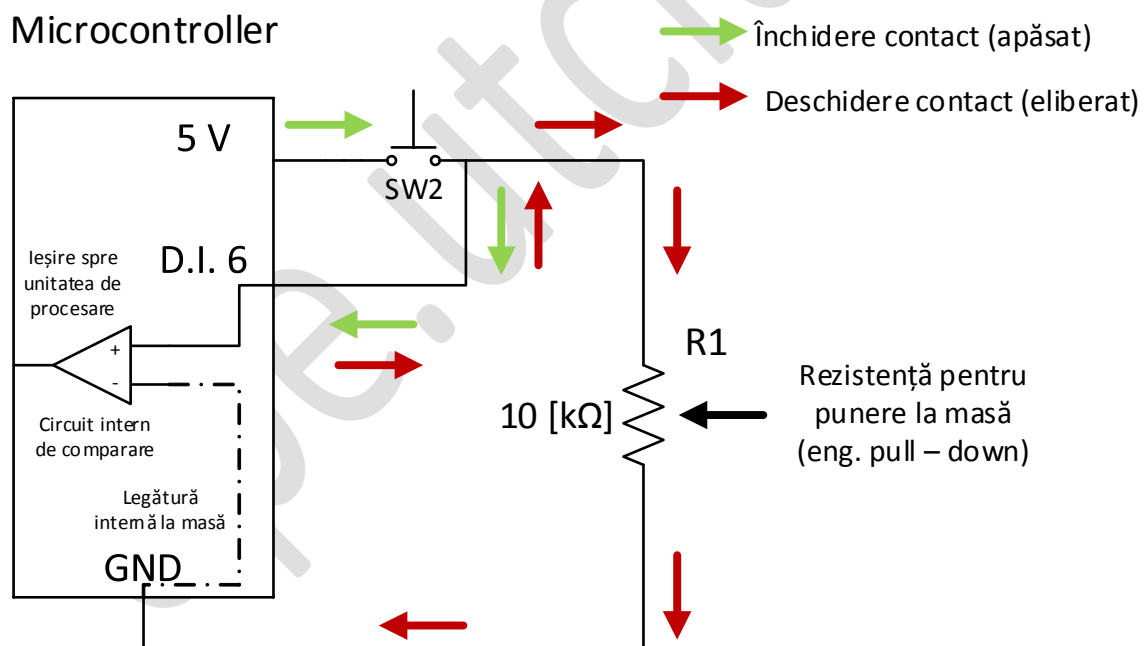 Microcontroller
Închidere contact (apăsat)
Deschidere contact (eliberat)
5 V
SW2
D.I. 6
Ieșire spre
unitatea de
procesare
+
-
Circuit intern
de comparare
Legătură
internă la masă
GND
R1
10 [kΩ]
Rezistență pentru
punere la masă
(eng. pull – down)